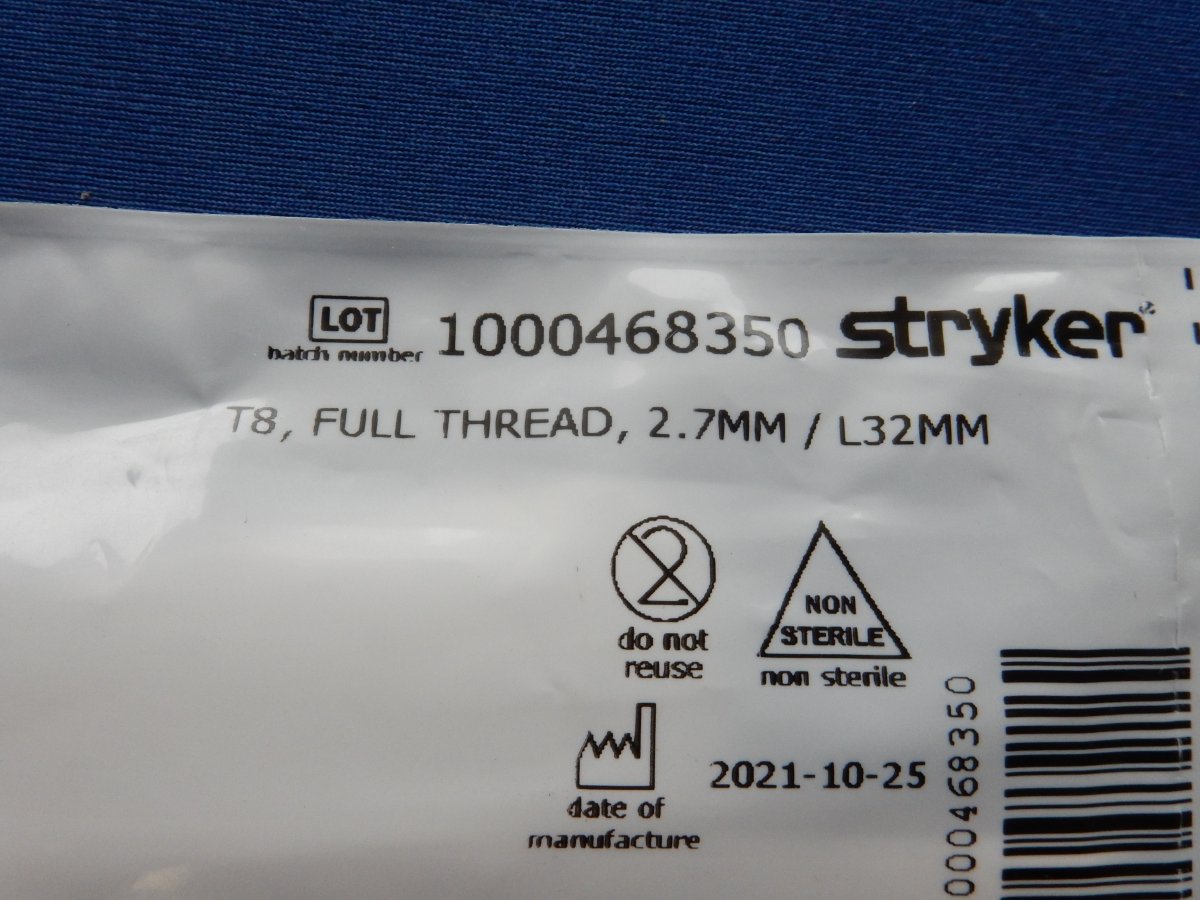 LOT
batch number
1000468350
stryker®
T8, FULL THREAD, 2.7MM / L32MM
2
do not
reuse
NON
STERILE
non sterile
date of
manufacture
2021-10-25
000468350